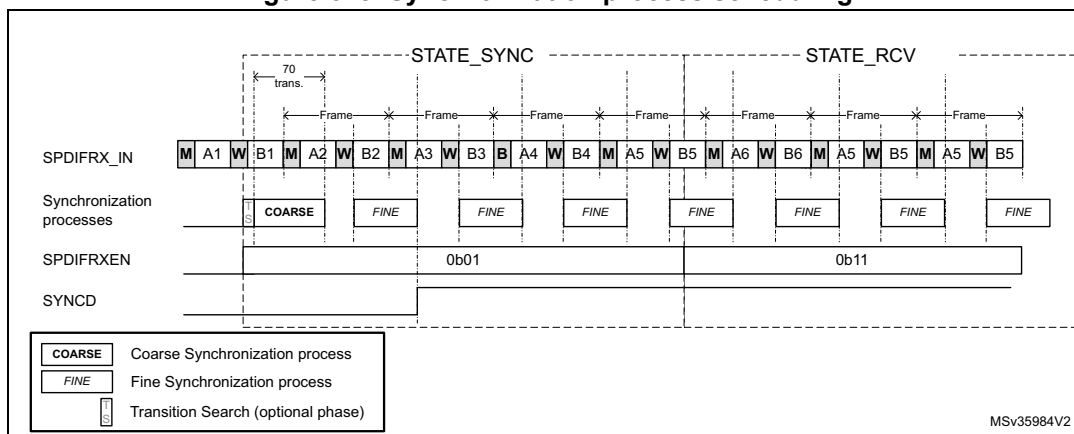 STATE_SYNC STATE_RCV
70
trans.
Frame Frame Frame Frame Frame Frame Frame
SPDIFRX_IN M A1 W B1 M A2 W B2 M A3 W B3 B A4 W B4 M A5 W B5 M A6 W B6 M A5 W B5 M A5 W B5
Synchronization
processes
TS COARSE FINE FINE FINE FINE FINE FINE FINE
SPDIFRXEN 0b01 0b11
SYNCD
COARSE Coarse Synchronization process
FINE Fine Synchronization process
TS Transition Search (optional phase)
MSv35984V2